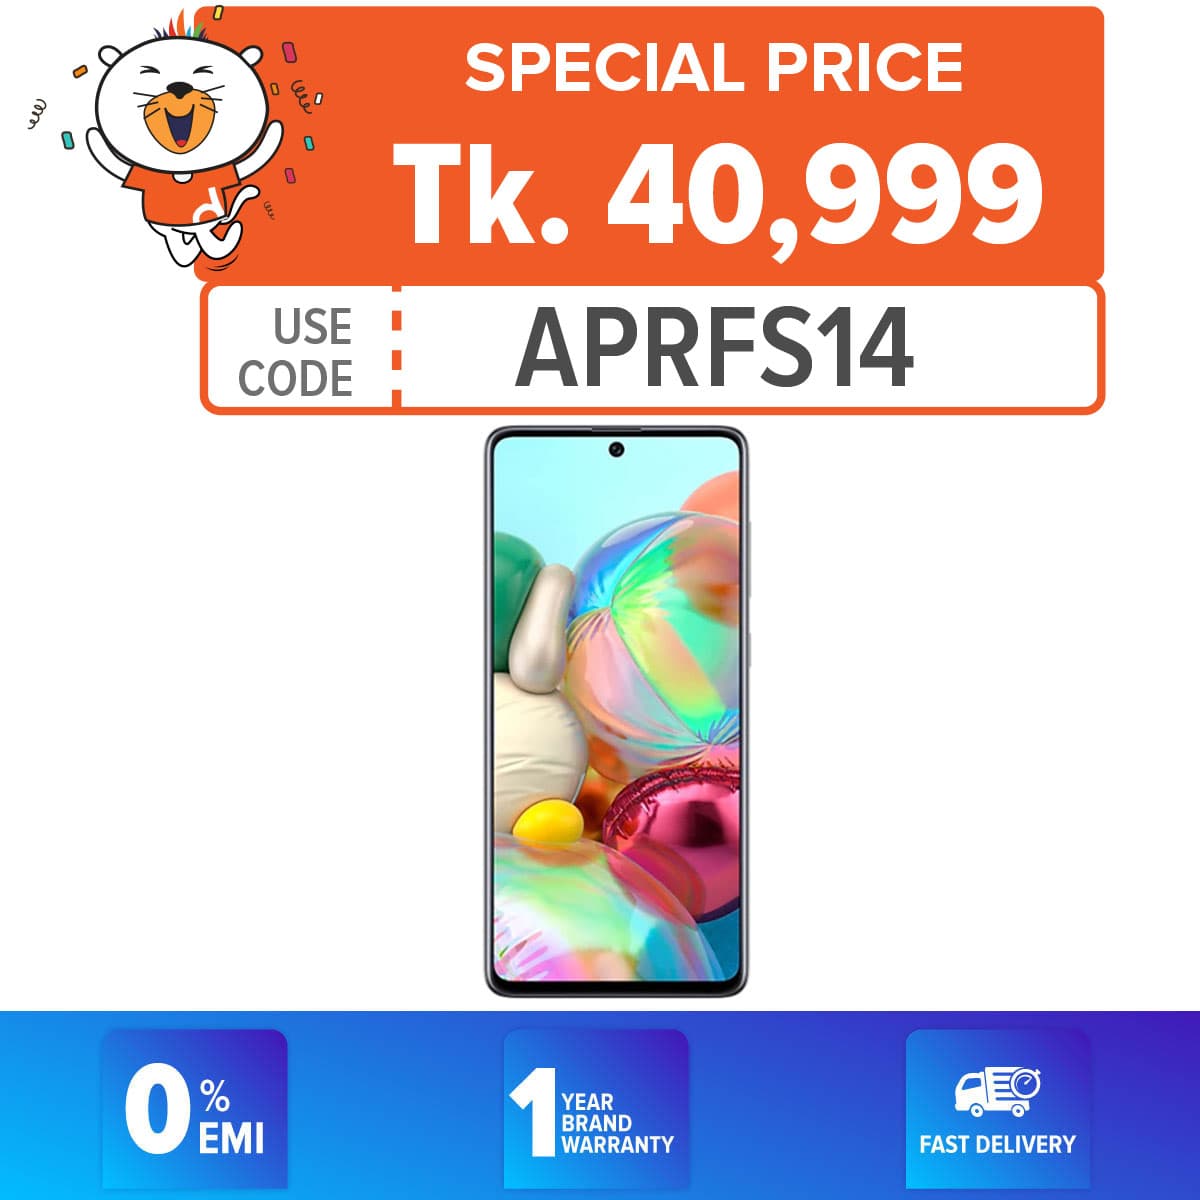 SPECIAL PRICE
Tk. 40,999
USE
CODE
APRFS14
d
0%
EMI
1 YEAR
BRAND
WARRANTY
FAST DELIVERY